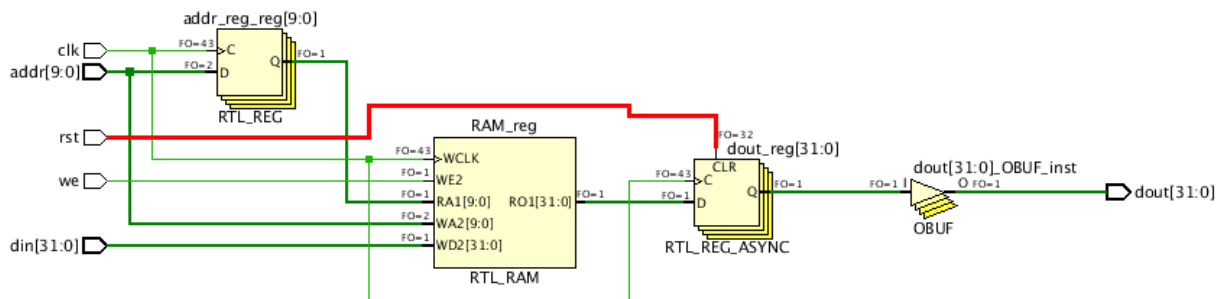 addr_reg_reg[9:0]
clk
FO=43
C
Q
FO=1
addr[9:0]
FO=2
D
RTL_REG
rst
RAM_reg
FO=32
dout_reg[31:0]
CLR
FO=43
WCLK
we
FO=1
WE2
FO=1
RA1[9:0]
RO1[31:0]
FO=1
FO=2
WA2[9:0]
din[31:0]
FO=1
WD2[31:0]
RTL_RAM
FO=43
C
Q
FO=1
FO=1
D
RTL_REG_ASYNC
dout[31:0]_OBUF_inst
FO=1
I
O
FO=1
OBUF
dout[31:0]